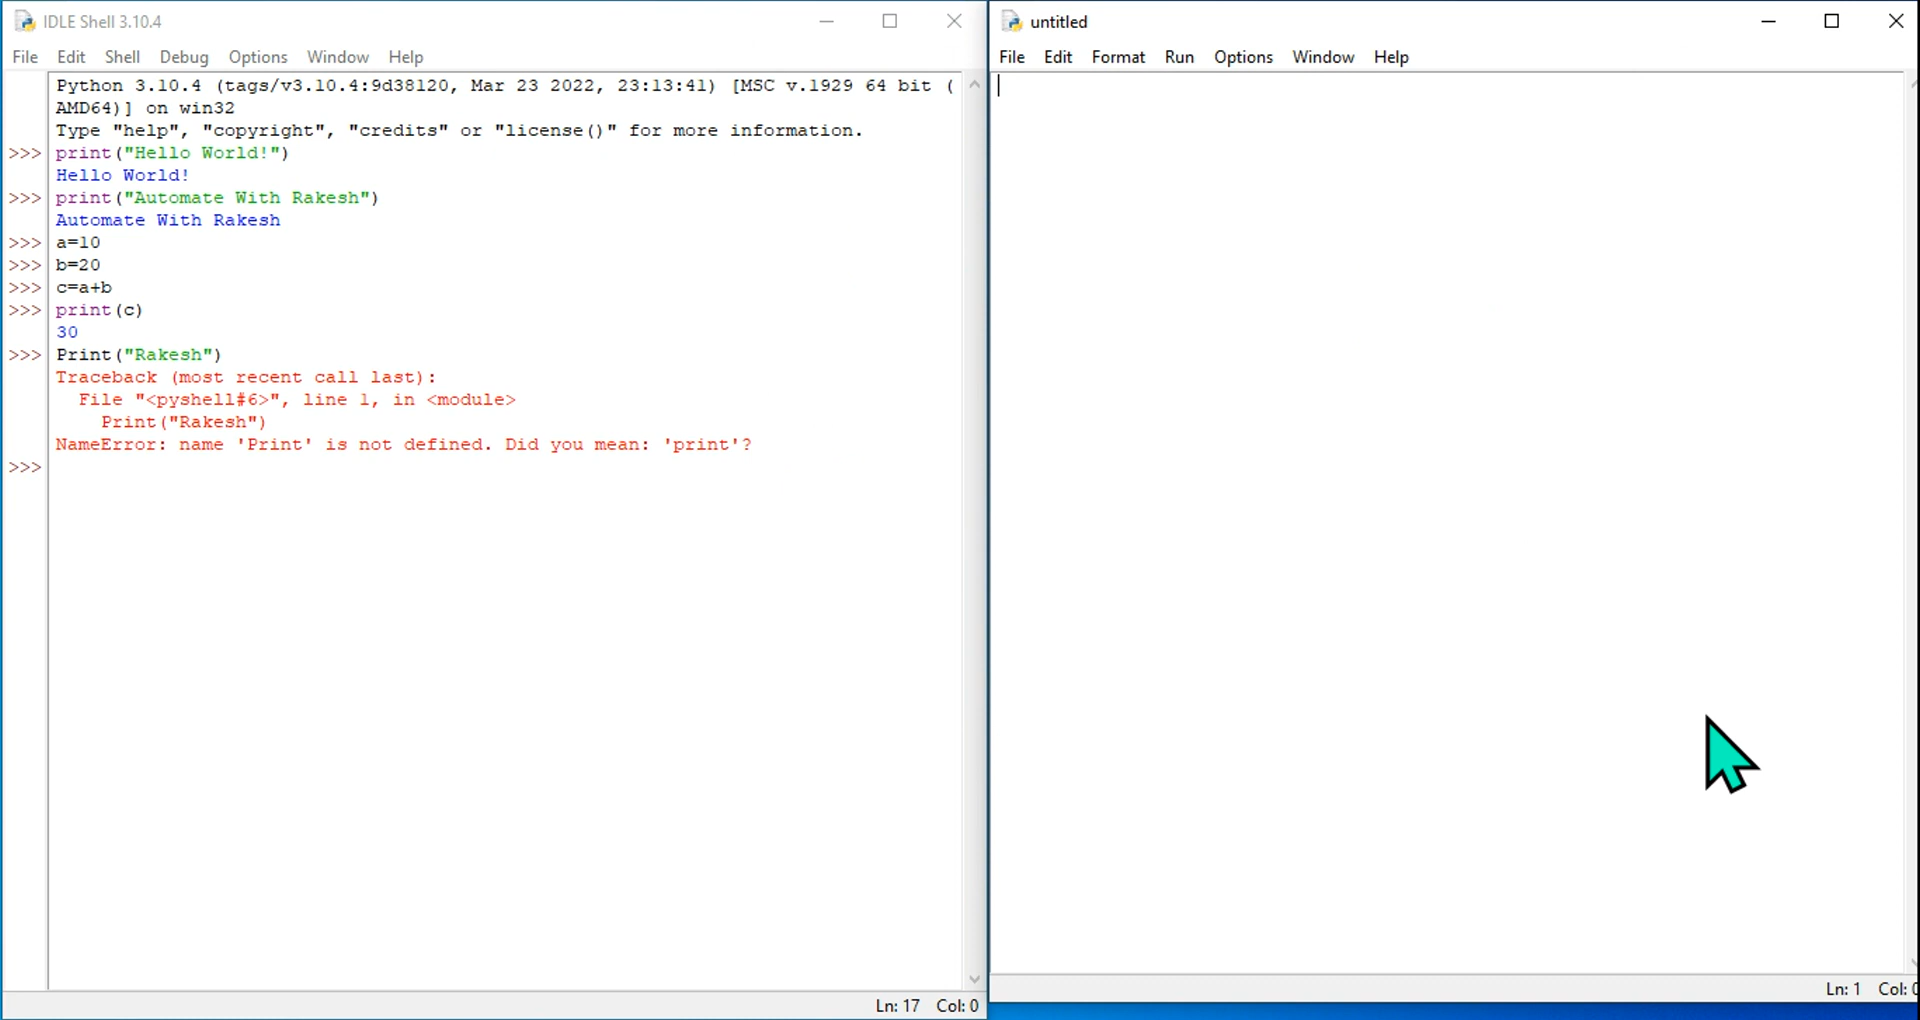 IDLE Shell 3.10.4
File Edit Shell Debug Options Window Help
Python 3.10.4 (tags/v3.10.4:9d38120, Mar 23 2022, 23:13:41) [MSC v.1929 64 bit (
AMD64)] on win32
Type "help", "copyright", "credits" or "license()" for more information.
>>> print("Hello World!")
Hello World!
>>> print("Automate With Rakesh")
Automate With Rakesh
>>> a=10
>>> b=20
>>> c=a+b
>>> print(c)
30
>>> Print("Rakesh")
Traceback (most recent call last):
  File "<pyshell#6>", line 1, in <module>
    Print("Rakesh")
NameError: name 'Print' is not defined. Did you mean: 'print'?
>>>
Ln: 17 Col: 0
untitled
File Edit Format Run Options Window Help
Ln: 1 Col: 0